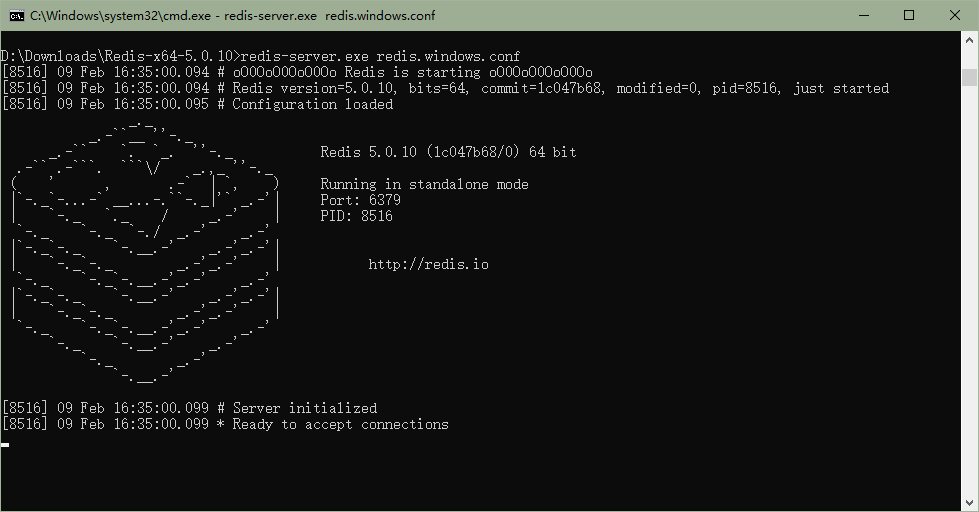 C:\Windows\system32\cmd.exe - redis-server.exe  redis.windows.conf
D:\Downloads\Redis-x64-5.0.10>redis-server.exe redis.windows.conf
[8516] 09 Feb 16:35:00.094 # oO0OoO0OoO0Oo Redis is starting oO0OoO0OoO0Oo
[8516] 09 Feb 16:35:00.094 # Redis version=5.0.10, bits=64, commit=1c047b68, modified=0, pid=8516, just started
[8516] 09 Feb 16:35:00.095 # Configuration loaded
Redis 5.0.10 (1c047b68/0) 64 bit
Running in standalone mode
Port: 6379
PID: 8516
http://redis.io
[8516] 09 Feb 16:35:00.099 # Server initialized
[8516] 09 Feb 16:35:00.099 * Ready to accept connections